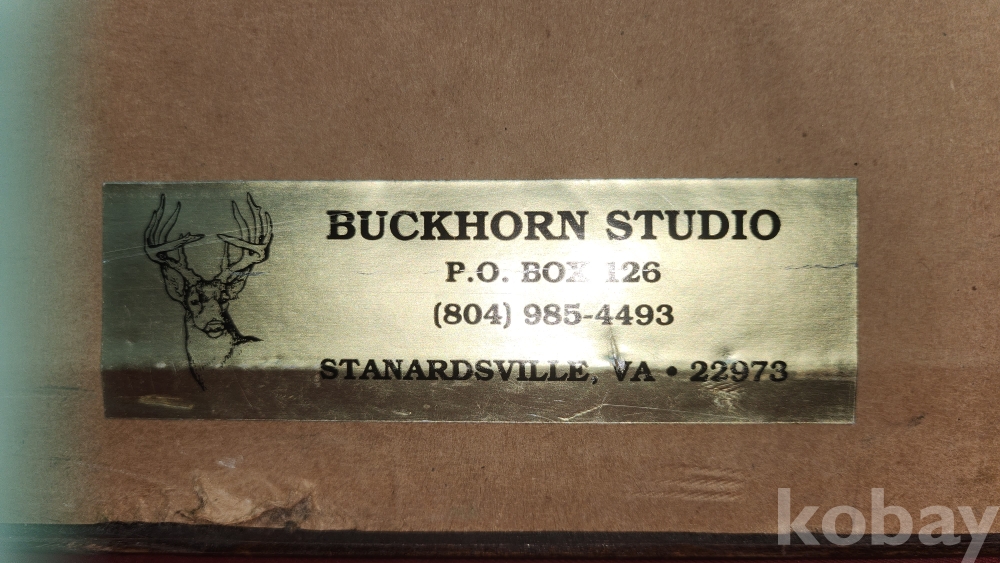 BUCKHORN STUDIO
P.O. BOX 126
(804) 985-4493
STANARDSVILLE, VA • 22973
kobay